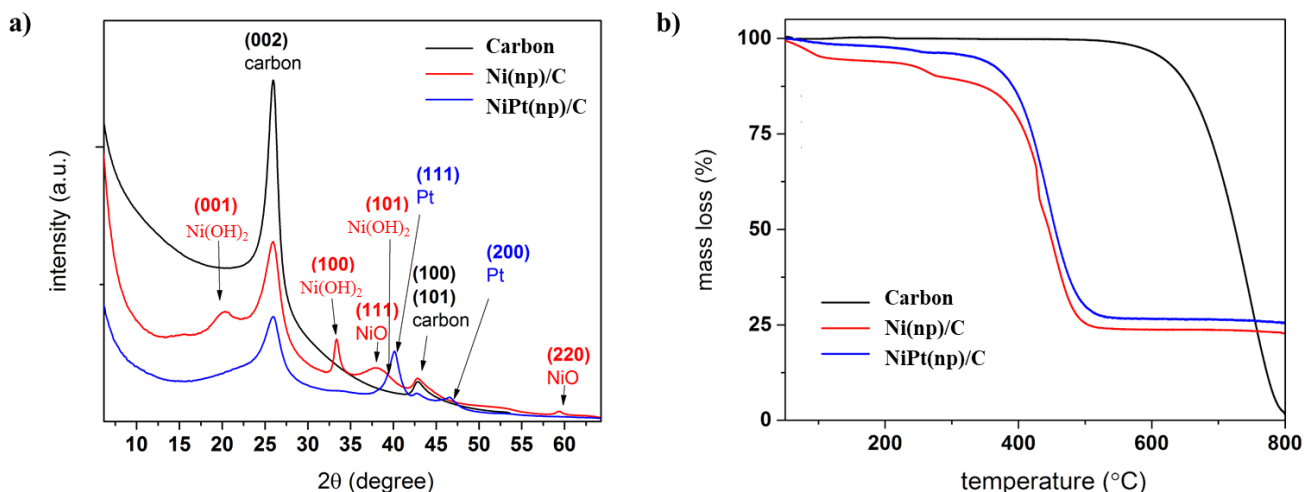 a)
(002)
carbon
Carbon
Ni(np)/C
NiPt(np)/C
(001)
Ni(OH)2
(101)
Ni(OH)2
(111)
Pt
(100)
Ni(OH)2
(111)
NiO
(100)
(101)
carbon
(200)
Pt
(220)
NiO
intensity (a.u.)
10 15 20 25 30 35 40 45 50 55 60
2θ (degree)
b)
100
75
50
25
0
mass loss (%)
Carbon
Ni(np)/C
NiPt(np)/C
200 400 600 800
temperature (°C)